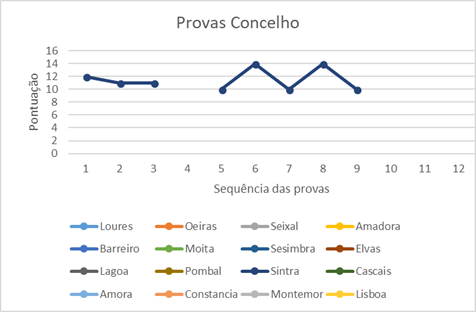 Provas Concelho
16
14
12
10
8
6
4
2
0
Pontuação
1 2 3 4 5 6 7 8 9 10 11 12
Sequência das provas
Loures Oeiras Seixal Amadora
Barreiro Moita Sesimbra Elvas
Lagoa Pombal Sintra Cascais
Amora Constancia Montemor Lisboa